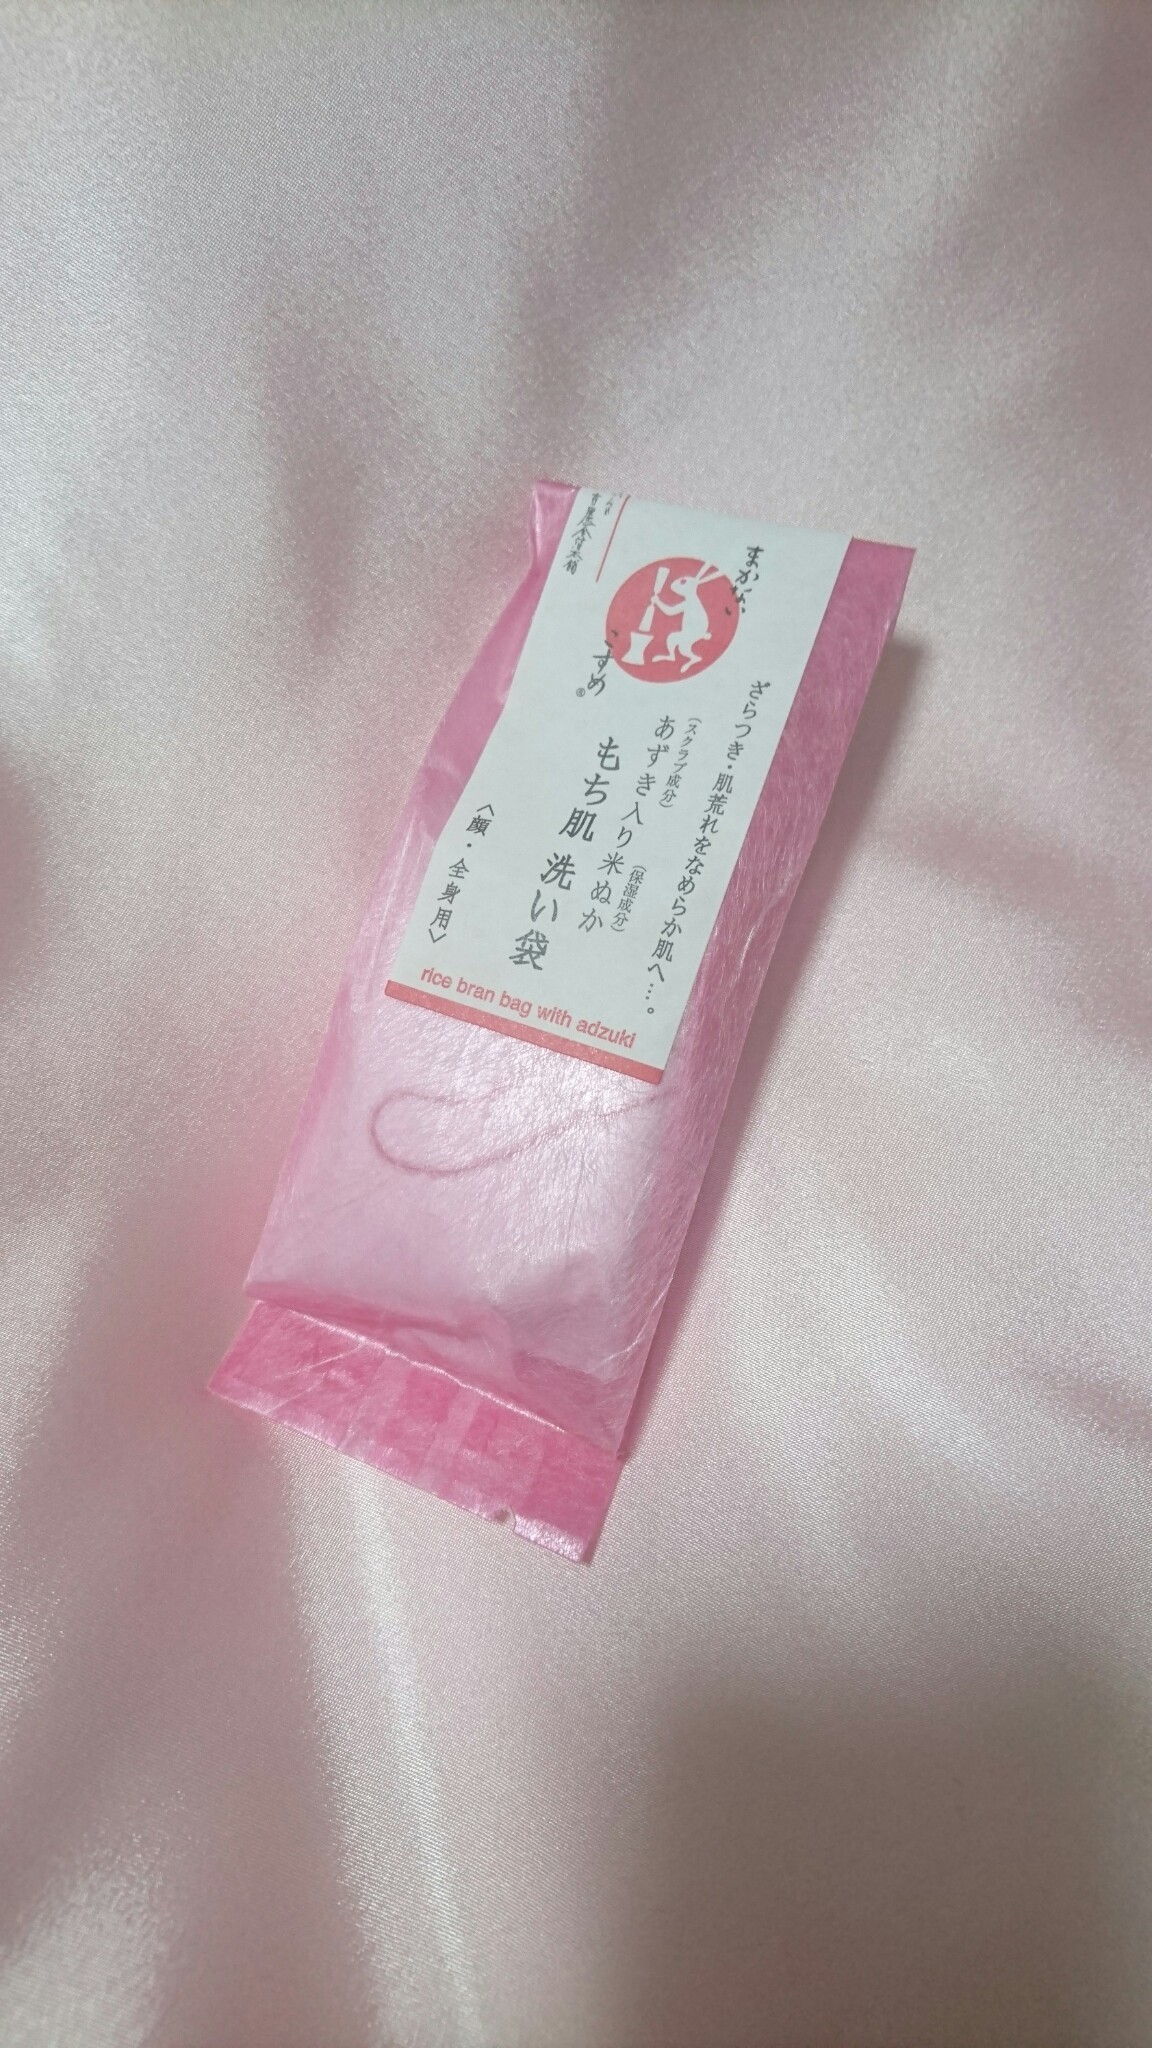 まかない
こすめ®
ざらつき・肌荒れをなめらか肌へ…。
(スクラブ成分)
(保湿成分)
あずき入り米ぬか
もち肌 洗い袋
〈顔・全身用〉
rice bran bag with adzuki